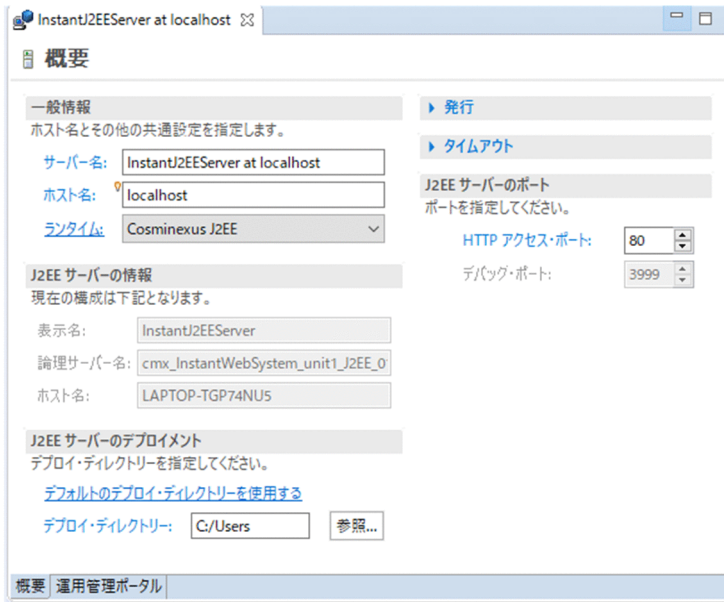 InstantJ2EEServer at localhost
概要
一般情報
ホスト名とその他の共通設定を指定します。
サーバー名: InstantJ2EEServer at localhost
ホスト名: localhost
ランタイム: Cosminexus J2EE
J2EE サーバーの情報
現在の構成は下記となります。
表示名: InstantJ2EEServer
論理サーバー名: cmx_InstantWebSystem_unit1_J2EE_0
ホスト名: LAPTOP-TGP74NU5
J2EE サーバーのデプロイメント
デプロイ・ディレクトリーを指定してください。
デフォルトのデプロイ・ディレクトリーを使用する
デプロイ・ディレクトリー: C:/Users 参照...
発行
タイムアウト
J2EE サーバーのポート
ポートを指定してください。
HTTP アクセス・ポート: 80
デバッグ・ポート: 3999
概要 運用管理ポータル